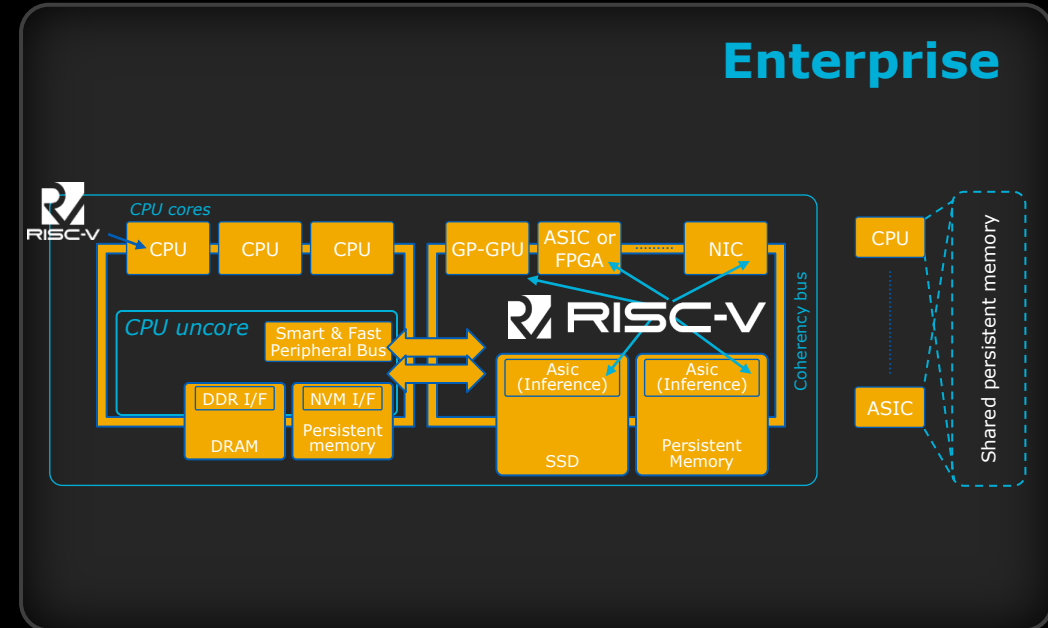 Enterprise
RISC-V
CPU cores
CPU
CPU
CPU
GP-GPU
ASIC or
FPGA
NIC
CPU uncore
Smart & Fast
Peripheral Bus
RISC-V
DDR I/F
DRAM
NVM I/F
Persistent
memory
Asic
(Inference)
SSD
Asic
(Inference)
Persistent
Memory
Coherency bus
CPU
ASIC
Shared persistent memory